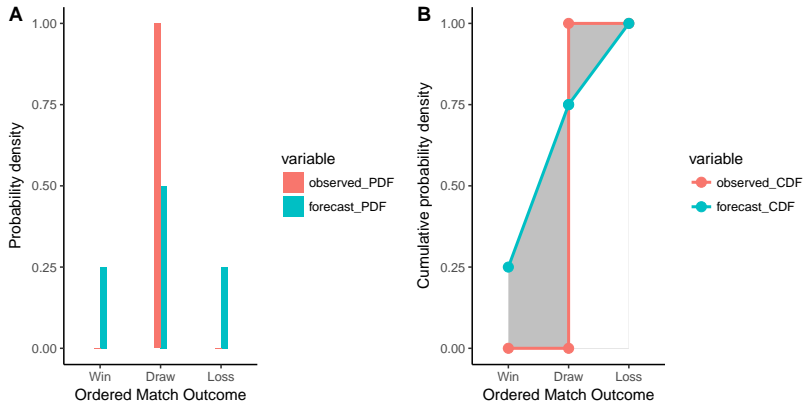 A
1.00
0.75
0.50
0.25
0.00
Probability density
Win Draw Loss
Ordered Match Outcome
variable
observed_PDF
forecast_PDF
B
1.00
0.75
0.50
0.25
0.00
Cumulative probability density
Win Draw Loss
Ordered Match Outcome
variable
observed_CDF
forecast_CDF